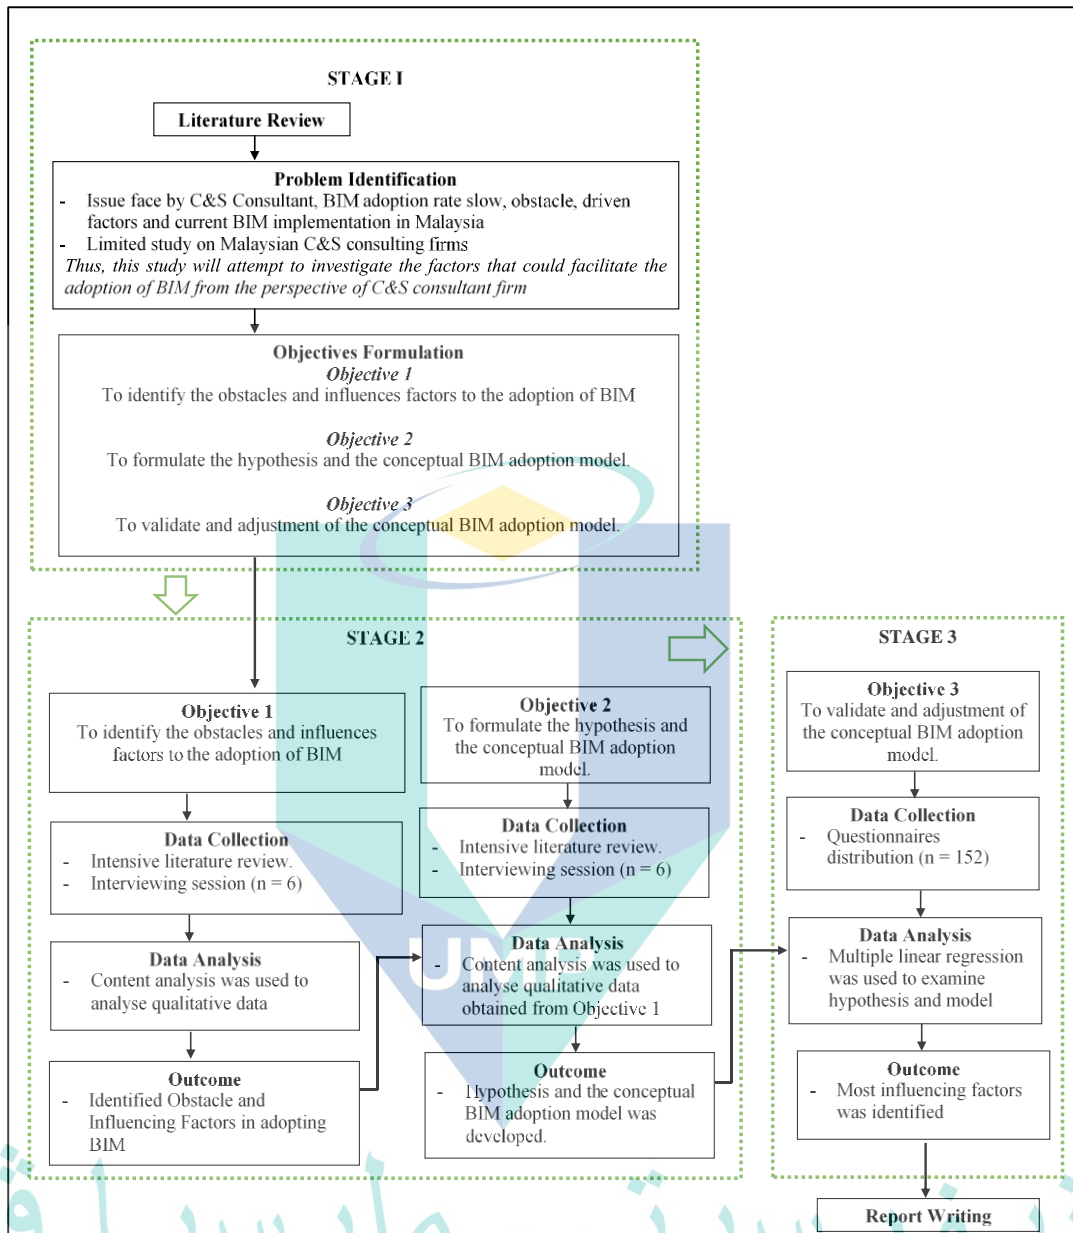 STAGE I
Literature Review
Problem Identification
- Issue face by C&S Consultant, BIM adoption rate slow, obstacle, driven
factors and current BIM implementation in Malaysia
- Limited study on Malaysian C&S consulting firms
Thus, this study will attempt to investigate the factors that could facilitate the
adoption of BIM from the perspective of C&S consultant firm
Objectives Formulation
Objective 1
To identify the obstacles and influences factors to the adoption of BIM
Objective 2
To formulate the hypothesis and the conceptual BIM adoption model.
Objective 3
To validate and adjustment of the conceptual BIM adoption model.
STAGE 2
Objective 1
To identify the obstacles and influences
factors to the adoption of BIM
Data Collection
- Intensive literature review.
- Interviewing session (n = 6)
Data Analysis
- Content analysis was used to
analyse qualitative data
Outcome
- Identified Obstacle and
Influencing Factors in adopting
BIM
Objective 2
To formulate the hypothesis and
the conceptual BIM adoption
model.
Data Collection
- Intensive literature review.
- Interviewing session (n = 6)
Data Analysis
- Content analysis was used to
analyse qualitative data
obtained from Objective 1
Outcome
- Hypothesis and the conceptual
BIM adoption model was
developed.
STAGE 3
Objective 3
To validate and adjustment of
the conceptual BIM adoption
model.
Data Collection
- Questionnaires
distribution (n = 152)
Data Analysis
- Multiple linear regression
was used to examine
hypothesis and model
Outcome
- Most influencing factors
was identified
Report Writing
UMP